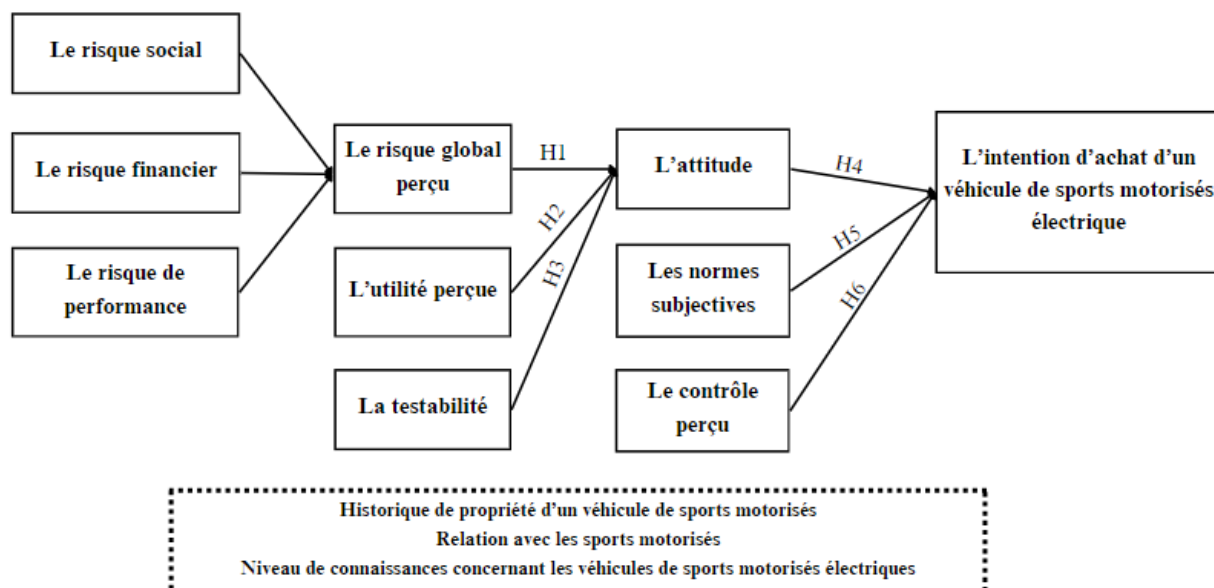 Le risque social
Le risque financier
Le risque de
performance
Le risque global
perçu
L'utilité perçue
La testabilité
H1
H2
H3
L'attitude
Les normes
subjectives
Le contrôle
perçu
H4
H5
H6
L'intention d'achat d'un
véhicule de sports motorisés
électrique
Historique de propriété d'un véhicule de sports motorisés
Relation avec les sports motorisés
Niveau de connaissances concernant les véhicules de sports motorisés électriques